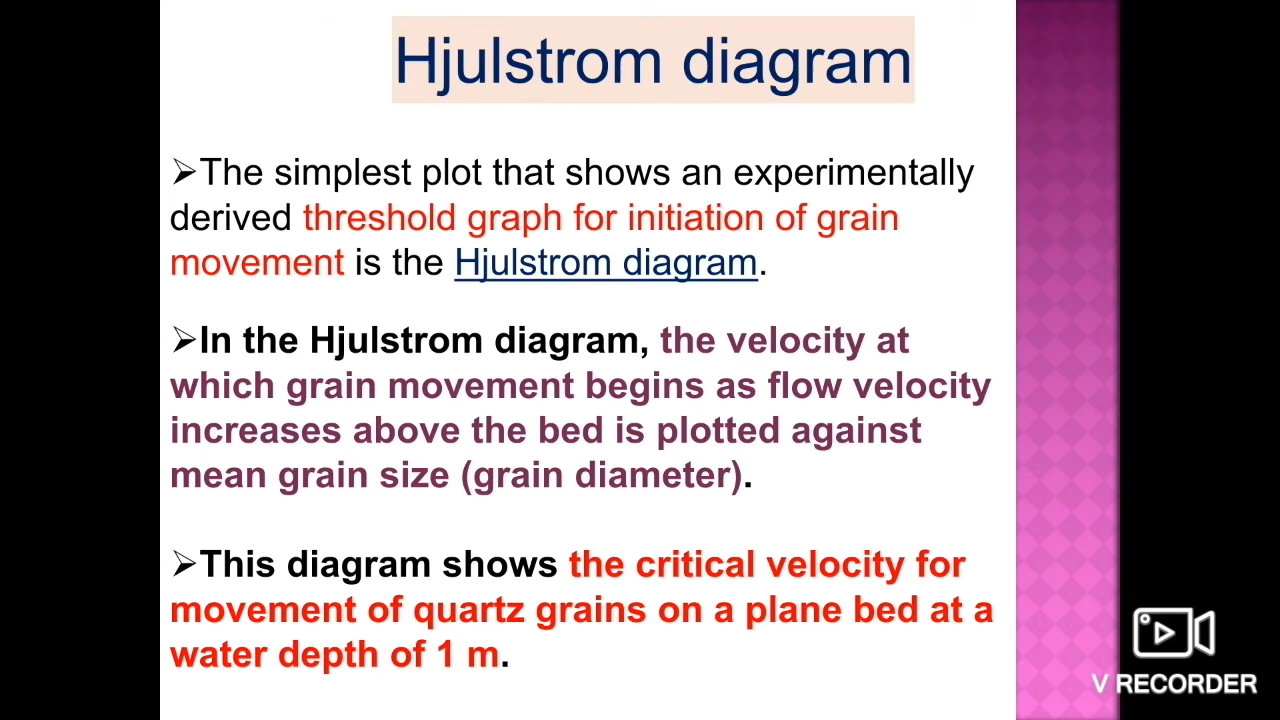 Hjulstrom diagram
➢The simplest plot that shows an experimentally
derived threshold graph for initiation of grain
movement is the Hjulstrom diagram.
➢In the Hjulstrom diagram, the velocity at
which grain movement begins as flow velocity
increases above the bed is plotted against
mean grain size (grain diameter).
➢This diagram shows the critical velocity for
movement of quartz grains on a plane bed at a
water depth of 1 m.
V RECORDER